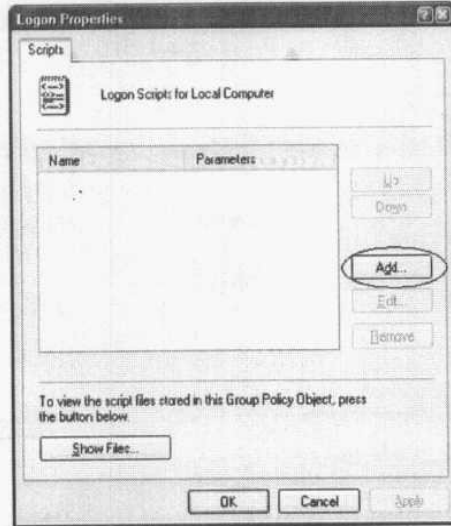 Logon Properties
Scripts
Logon Scripts for Local Computer
Name Parameters
Up
Down
Add...
Edit...
Remove
To view the script files stored in this Group Policy Object, press
the button below.
Show Files...
OK Cancel Apply